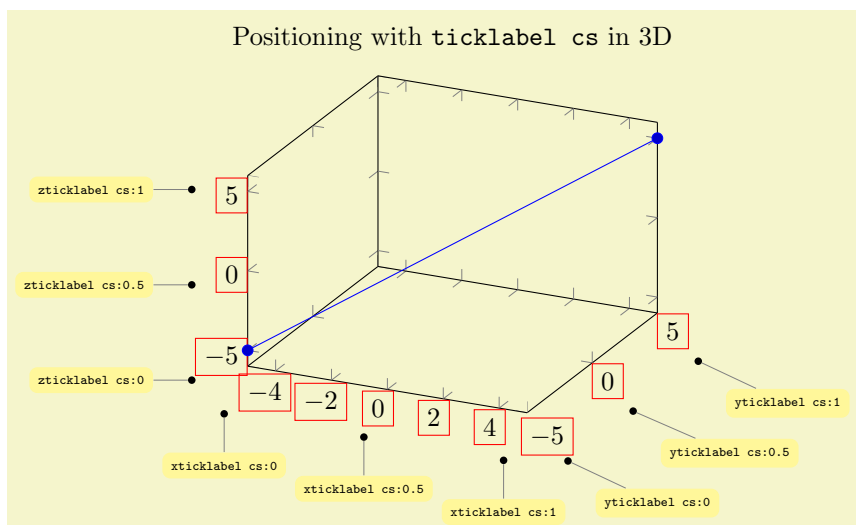 Positioning with ticklabel cs in 3D
zticklabel cs:1
5
zticklabel cs:0.5
0
zticklabel cs:0
−5
−4
−2
0
2
4
−5
0
5
xticklabel cs:0
xticklabel cs:0.5
xticklabel cs:1
yticklabel cs:0
yticklabel cs:0.5
yticklabel cs:1